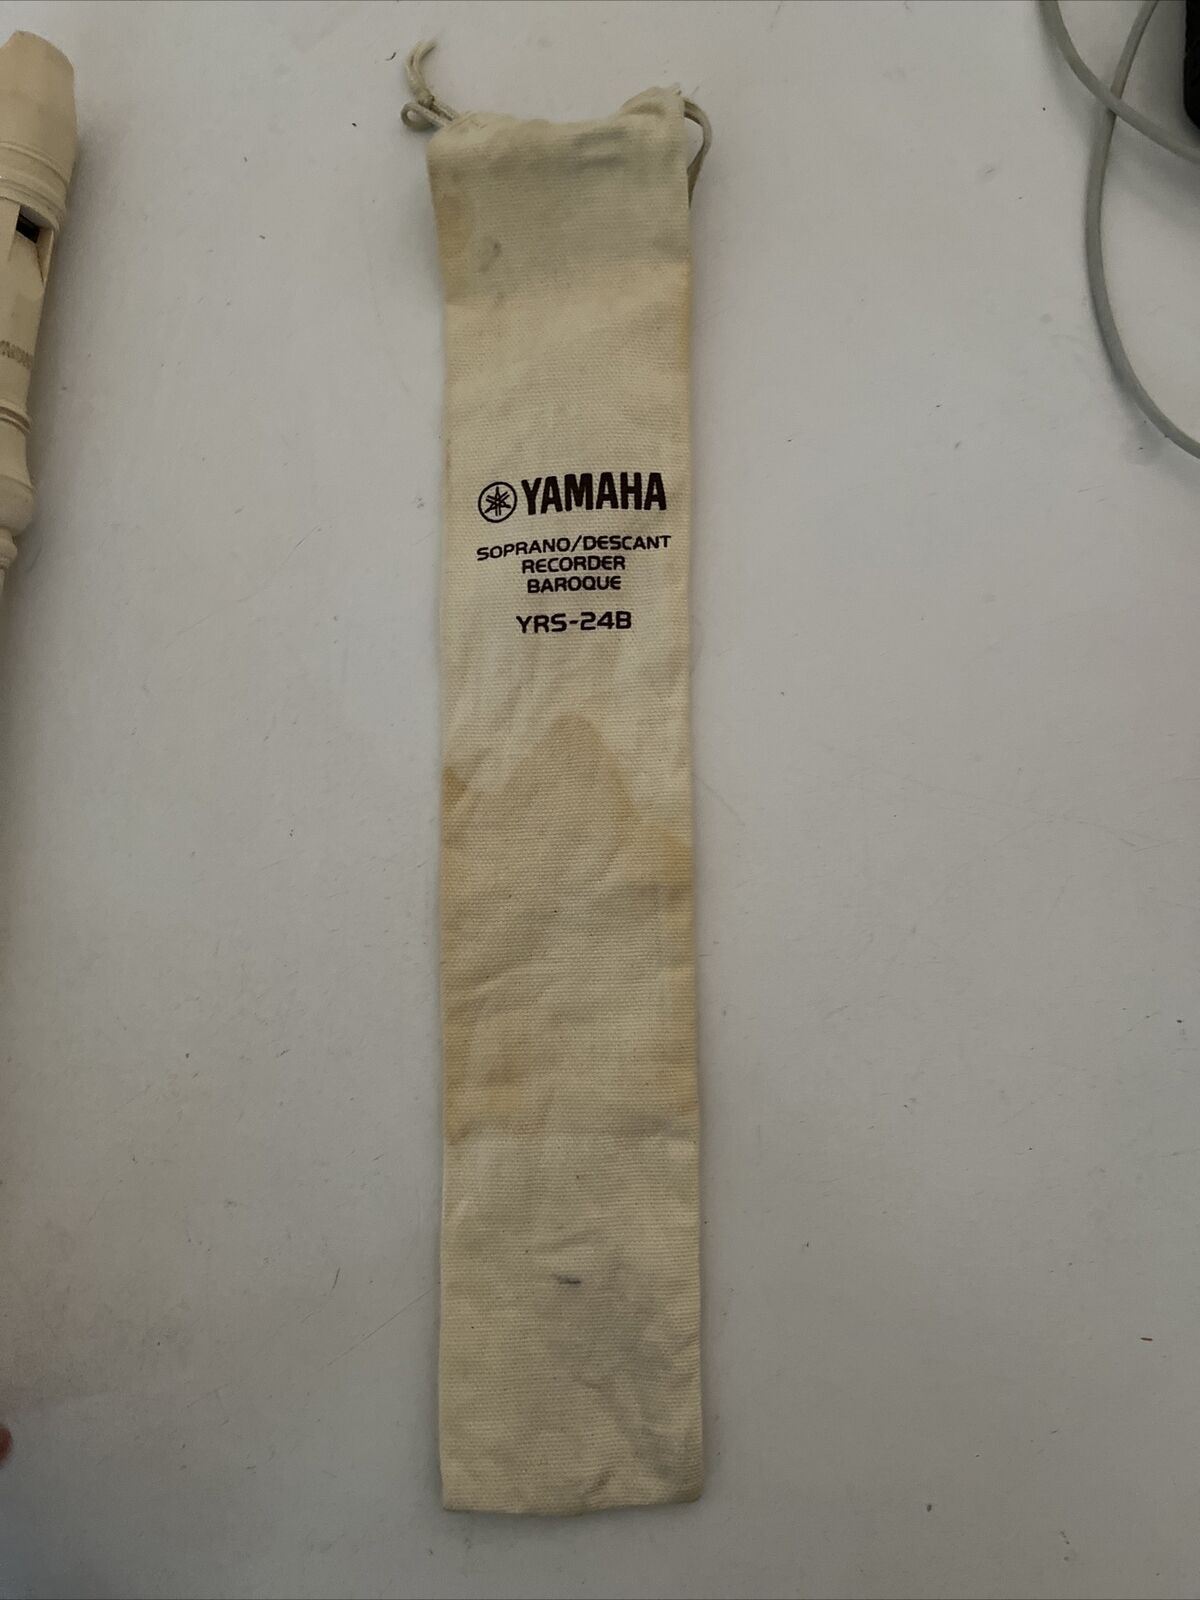 YAMAHA
SOPRANO/DESCANT
RECORDER
BAROQUE
YRS-24B